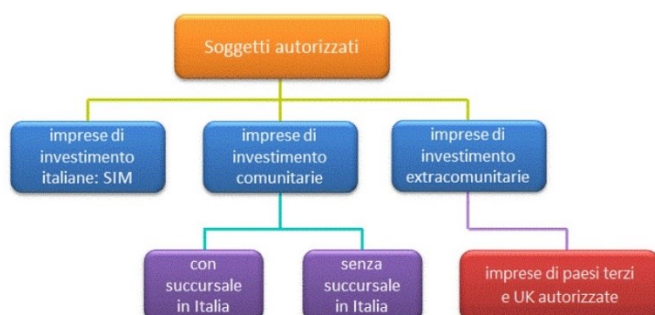 Soggetti autorizzati
imprese di
investimento
italiane: SIM
imprese di
investimento
comunitarie
imprese di
investimento
extracomunitarie
con
succursale
in Italia
senza
succursale
in Italia
imprese di paesi terzi
e UK autorizzate